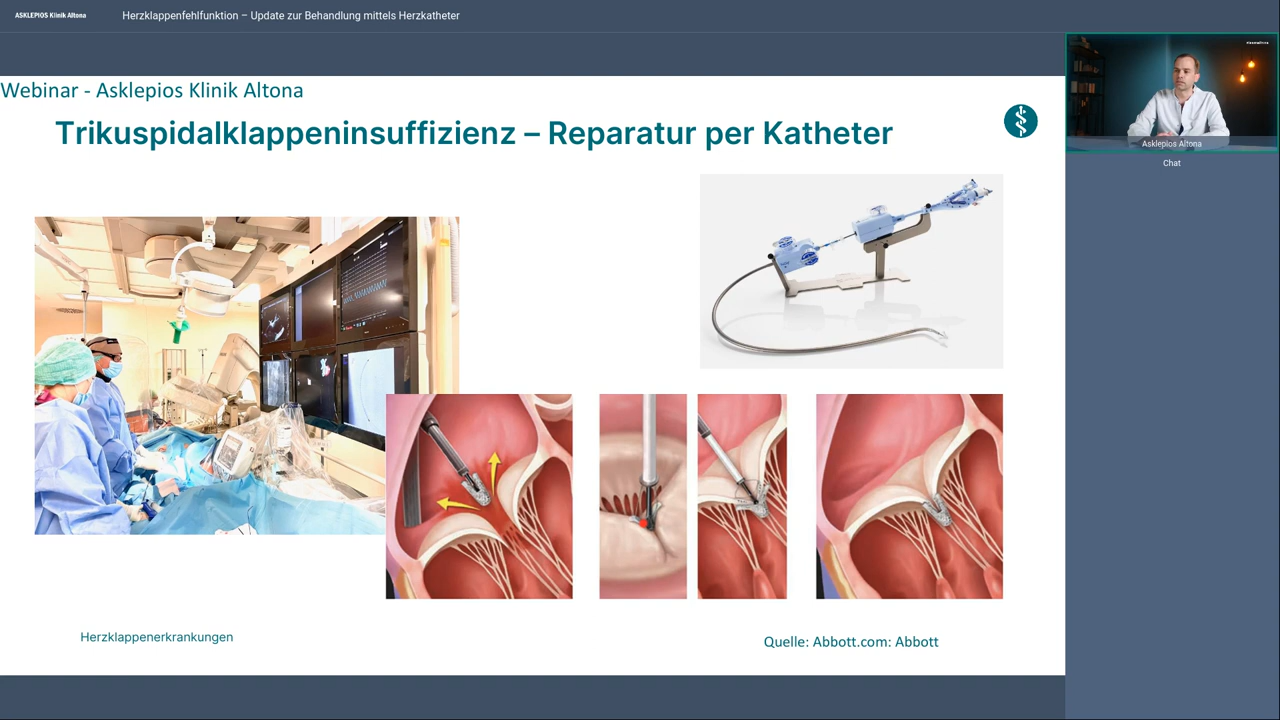 ASKLEPIOS Klinik Altona
Herzklappenfehlfunktion – Update zur Behandlung mittels Herzkatheter
Webinar - Asklepios Klinik Altona
Trikuspidalklappeninsuffizienz – Reparatur per Katheter
Asklepios Altona
Chat
Herzklappenerkrankungen
Quelle: Abbott.com: Abbott